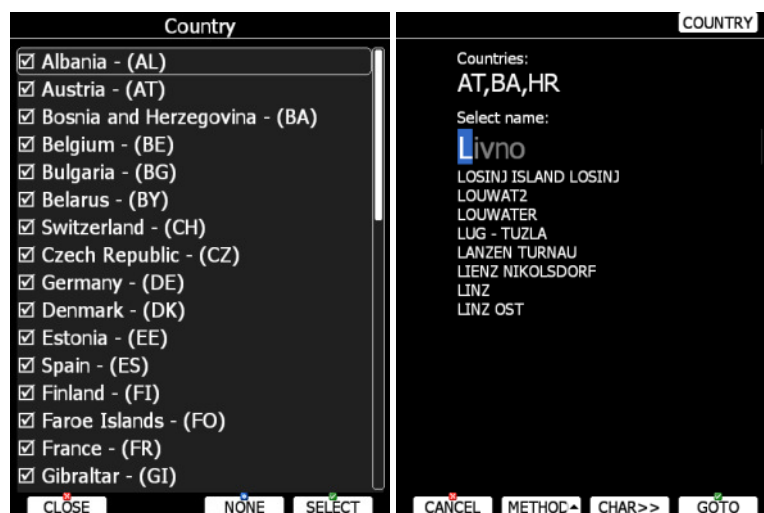 Country
Albania - (AL)
Austria - (AT)
Bosnia and Herzegovina - (BA)
Belgium - (BE)
Bulgaria - (BG)
Belarus - (BY)
Switzerland - (CH)
Czech Republic - (CZ)
Germany - (DE)
Denmark - (DK)
Estonia - (EE)
Spain - (ES)
Finland - (FI)
Faroe Islands - (FO)
France - (FR)
Gibraltar - (GI)
CLOSE NONE SELECT
COUNTRY
Countries:
AT,BA,HR
Select name:
Livno
LOSINJ ISLAND LOSINJ
LOUWAT2
LOUWATER
LUG - TUZLA
LANZEN TURNAU
LIENZ NIKOLSDORF
LINZ
LINZ OST
CANCEL METHOD CHAR>> GOTO